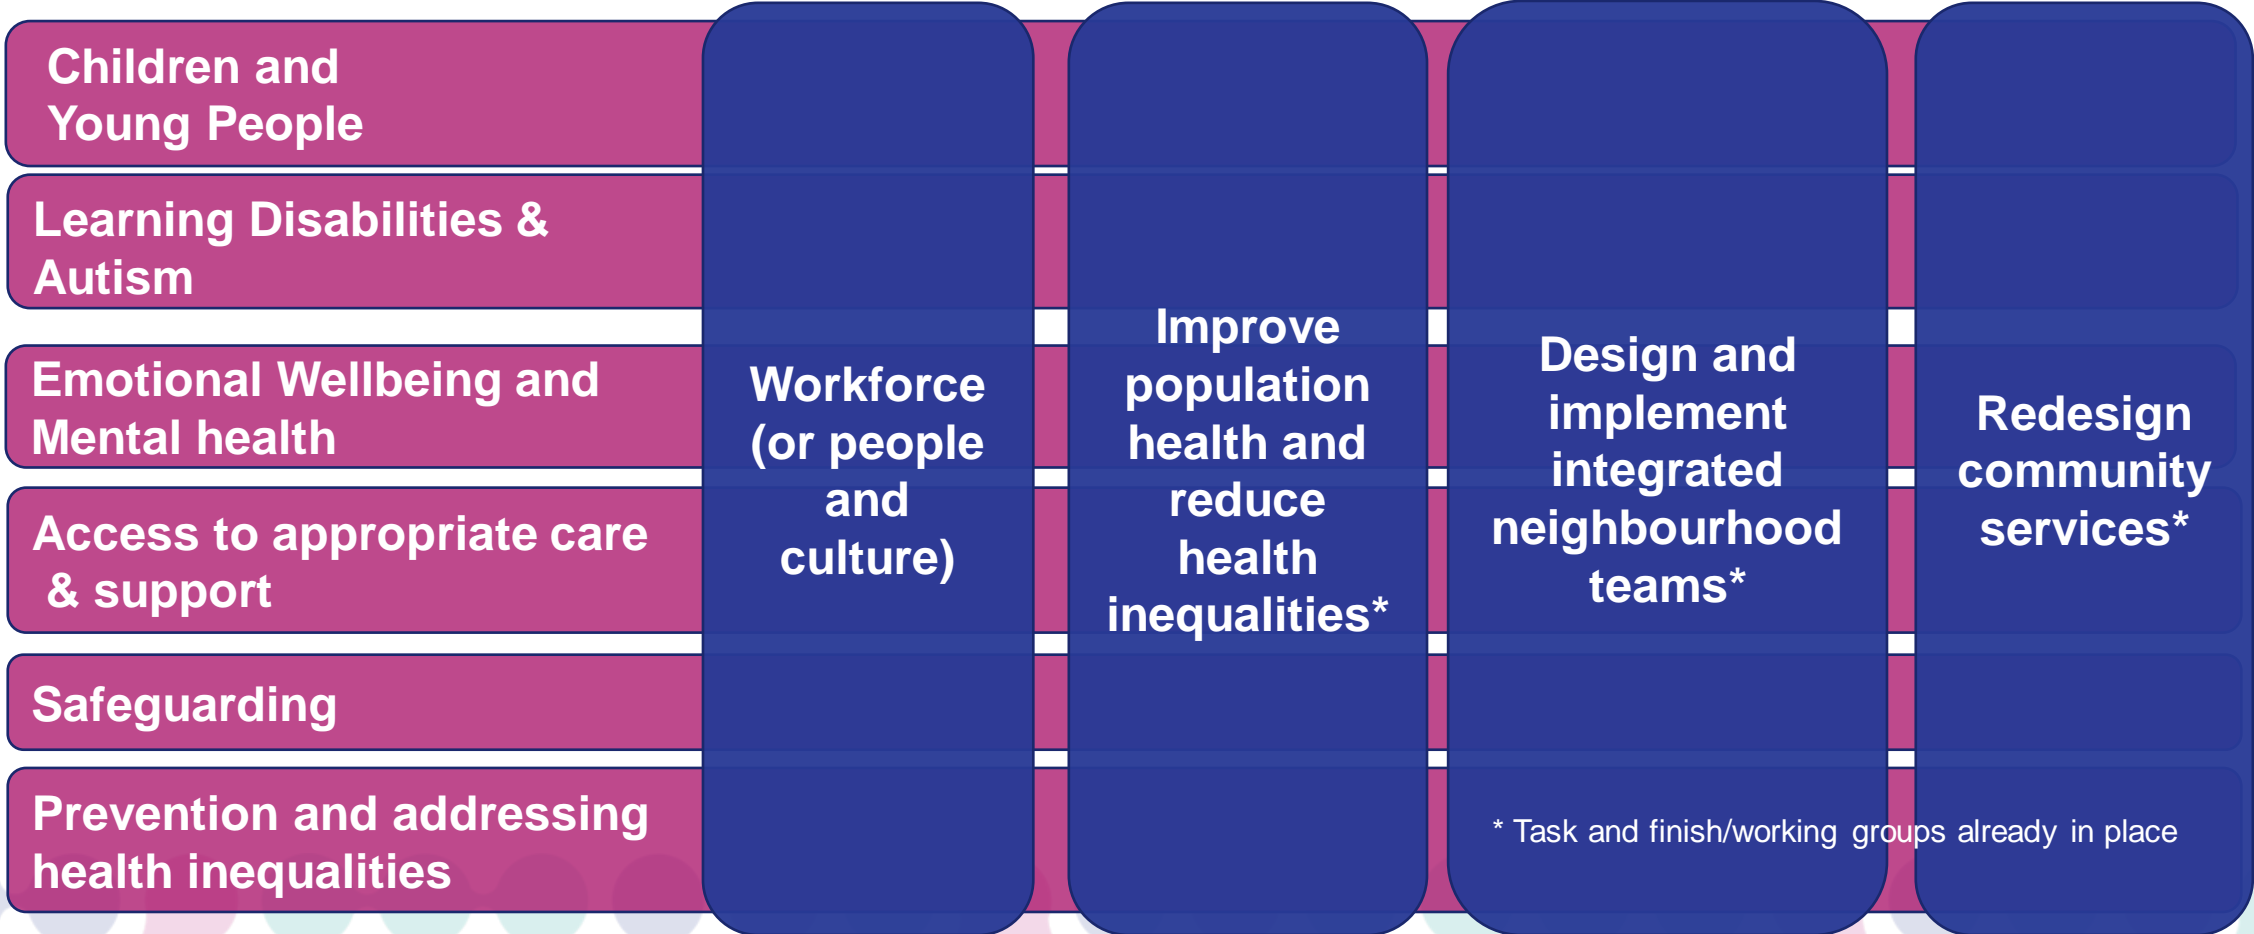 Children and
Young People
Learning Disabilities &
Autism
Emotional Wellbeing and
Mental health
Access to appropriate care
& support
Safeguarding
Prevention and addressing
health inequalities
Workforce
(or people
and
culture)
Improve
population
health and
reduce
health
inequalities*
Design and
implement
integrated
neighbourhood
teams*
Redesign
community
services*
* Task and finish/working groups already in place